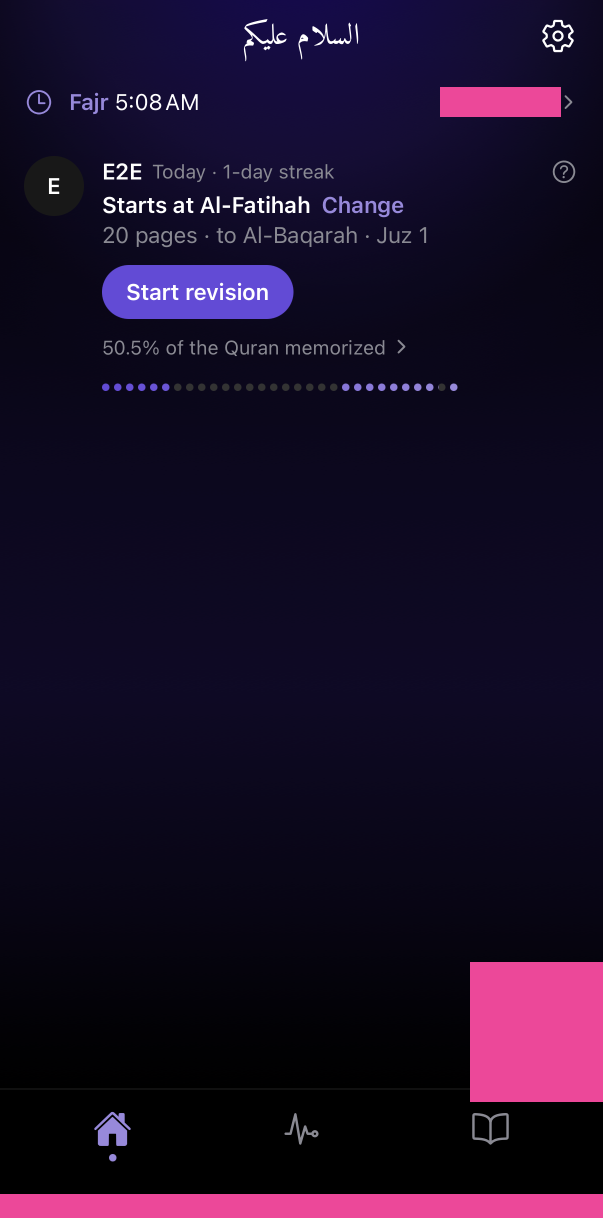 السلام عليكم
Fajr 5:08 AM
E E2E Today · 1-day streak
Starts at Al-Fatihah Change
20 pages · to Al-Baqarah · Juz 1
Start revision
50.5% of the Quran memorized